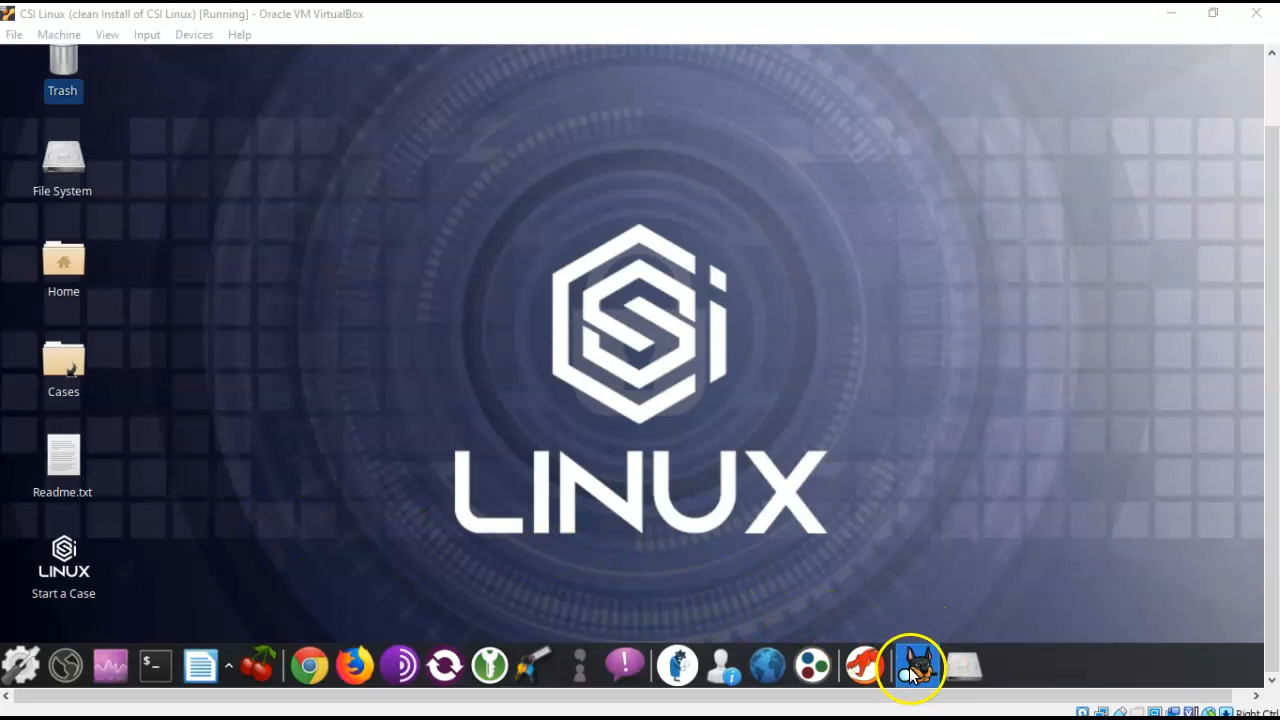 CSI Linux (clean Install of CSI Linux) [Running] - Oracle VM VirtualBox
File Machine View Input Devices Help
Trash
File System
Home
Cases
Readme.txt
LINUX
Start a Case
CSi
LINUX
$-
Right Ctrl